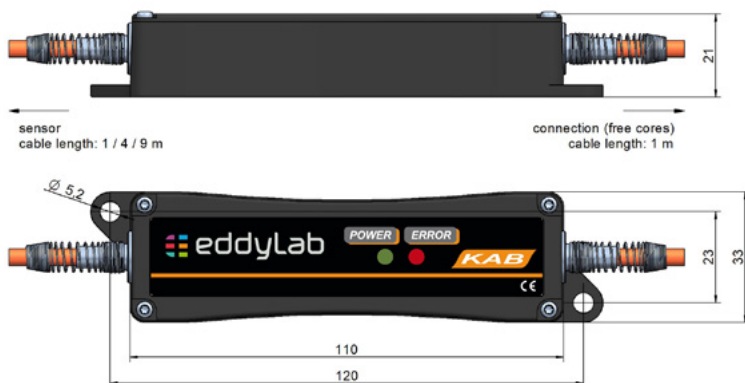 21
sensor
cable length: 1 / 4 / 9 m
connection (free cores)
cable length: 1 m
Ø 5,2
eddylab
POWER
ERROR
KAB
CE
23
33
110
120